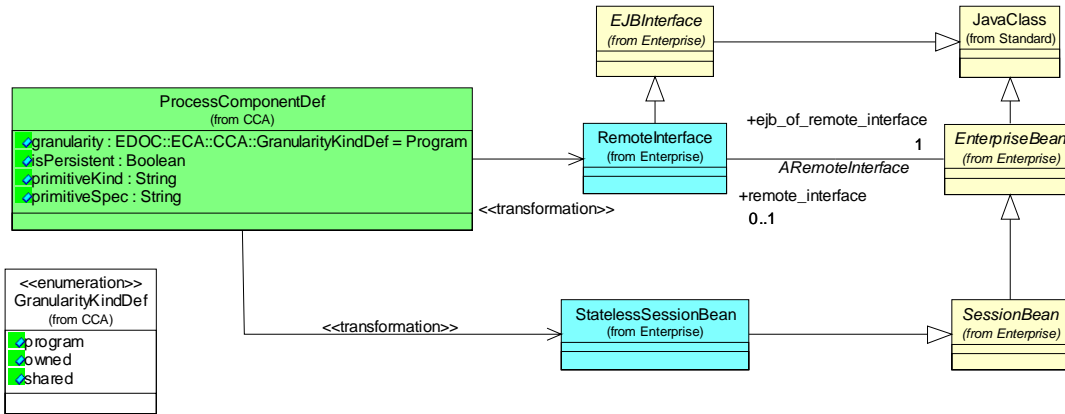 EJBInterface
(from Enterprise)
JavaClass
(from Standard)
ProcessComponentDef
(from CCA)
granularity : EDOC::ECA::CCA::GranularityKindDef = Program
isPersistent : Boolean
primitiveKind : String
primitiveSpec : String
<<transformation>>
RemoteInterface
(from Enterprise)
+ejb_of_remote_interface
1
ARemoteInterface
+remote_interface
0..1
EnterpriseBean
(from Enterprise)
<<enumeration>>
GranularityKindDef
(from CCA)
program
owned
shared
<<transformation>>
StatelessSessionBean
(from Enterprise)
SessionBean
(from Enterprise)